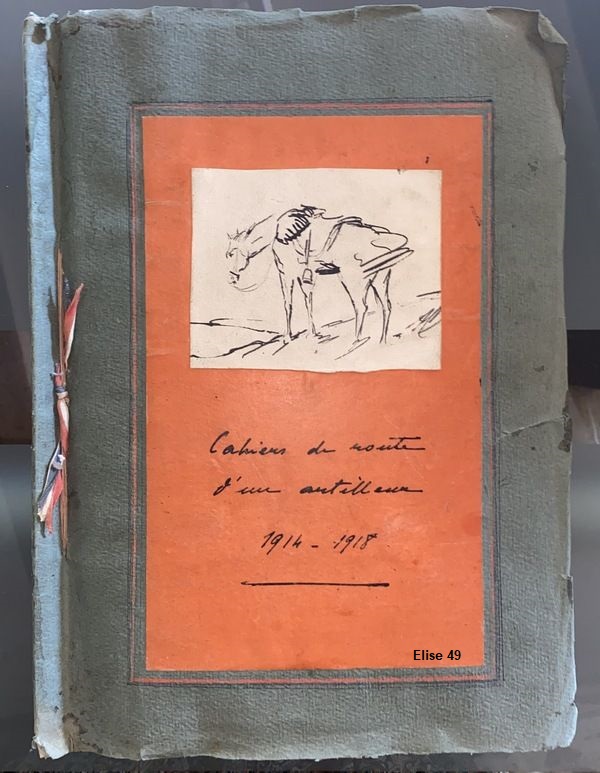 Cahiers de route
d'un artilleur
1914 - 1918
Elise 49